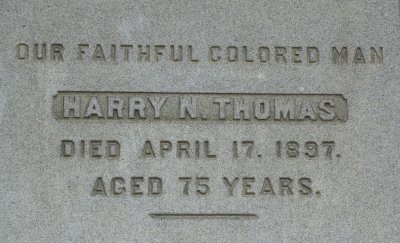 OUR FAITHFUL COLORED MAN
HARRY N. THOMAS
DIED APRIL 17. 1897.
AGED 75 YEARS.